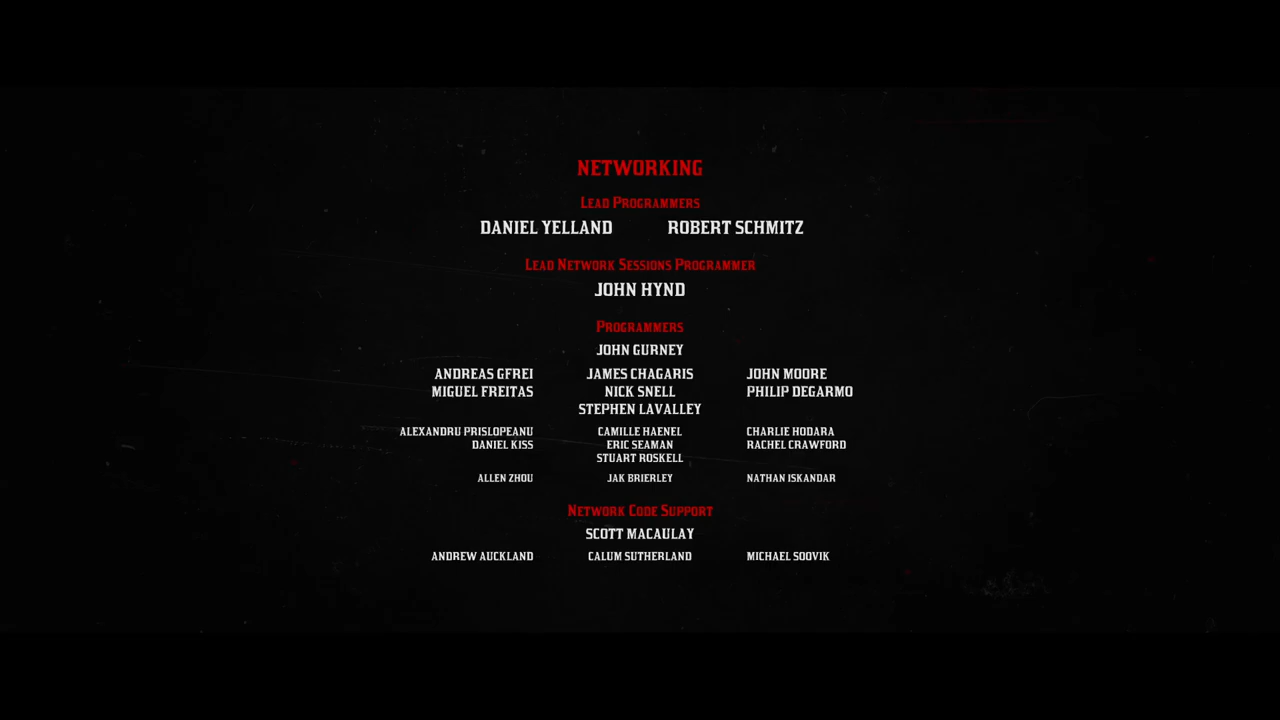 NETWORKING
LEAD PROGRAMMERS
DANIEL YELLAND ROBERT SCHMITZ
LEAD NETWORK SESSIONS PROGRAMMER
JOHN HYND
PROGRAMMERS
JOHN GURNEY
ANDREAS GFREI JAMES CHAGARIS JOHN MOORE
MIGUEL FREITAS NICK SNELL PHILIP DEGARMO
STEPHEN LAVALLEY
ALEXANDRU PRISLOPEANU CAMILLE HAENEL CHARLIE HODARA
DANIEL KISS ERIC SEAMAN RACHEL CRAWFORD
STUART ROSKELL
ALLEN ZHOU JAK BRIERLEY NATHAN ISKANDAR
NETWORK CODE SUPPORT
SCOTT MACAULAY
ANDREW AUCKLAND CALUM SUTHERLAND MICHAEL SOOVIK